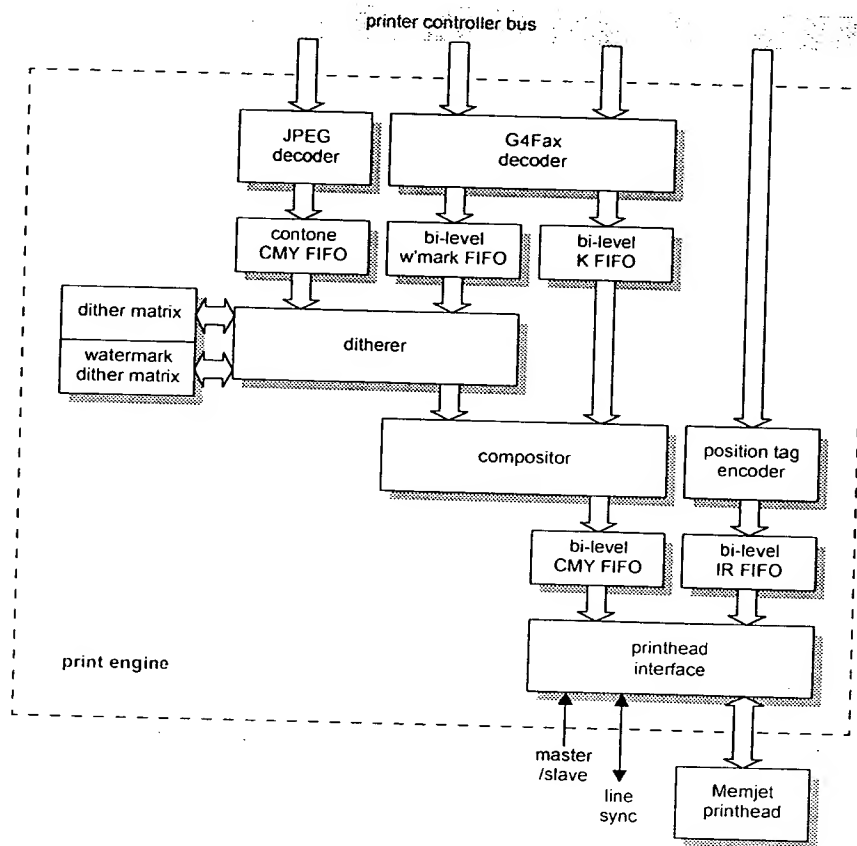 printer controller bus
JPEG
decoder
G4Fax
decoder
contone
CMY FIFO
bi-level
w'mark FIFO
bi-level
K FIFO
dither matrix
watermark
dither matrix
ditherer
compositor
position tag
encoder
bi-level
CMY FIFO
bi-level
IR FIFO
print engine
printhead
interface
master
/slave
line
sync
Memjet
printhead